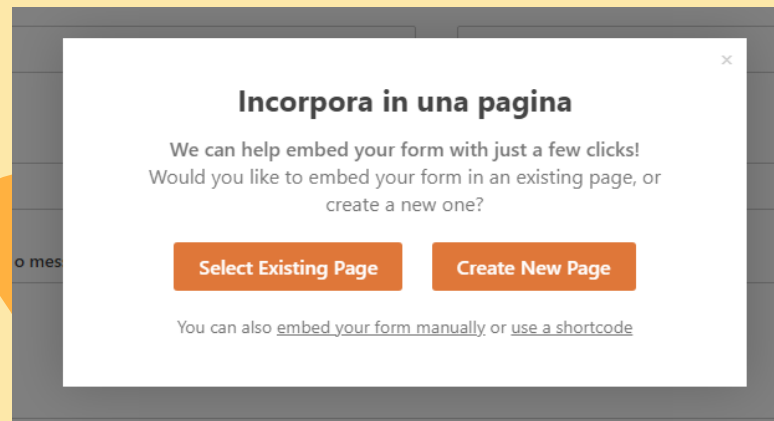 ×
Incorpora in una pagina
We can help embed your form with just a few clicks!
Would you like to embed your form in an existing page, or
create a new one?
o mes
Select Existing Page Create New Page
You can also embed your form manually or use a shortcode